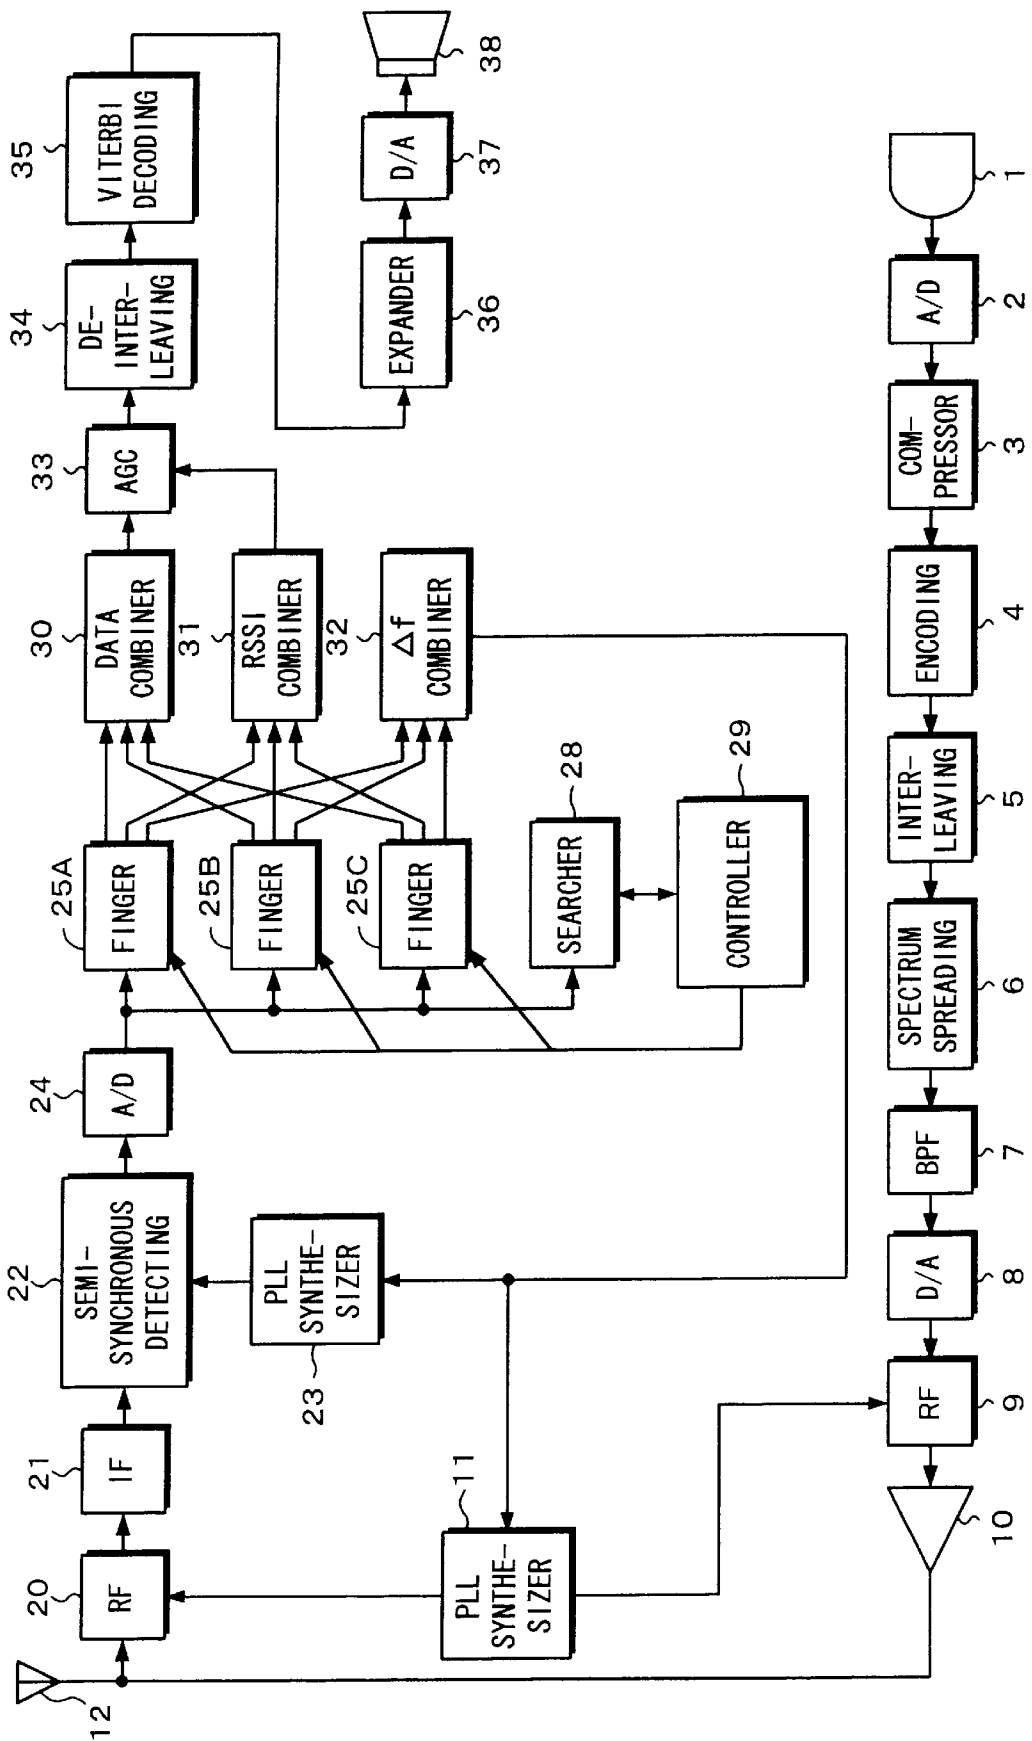 12
20
RF
21
IF
22
SEMI-
SYNCHRONOUS
DETECTING
24
A/D
25A
FINGER
25B
FINGER
25C
FINGER
30
DATA
COMBINER
31
RSSI
COMBINER
32
Δf
COMBINER
33
AGC
34
DE-
INTER-
LEAVING
35
VITERBI
DECODING
PLL
SYNTHE-
SIZER
23
SEARCHER
28
CONTROLLER
29
EXPANDER
36
D/A
37
38
11
PLL
SYNTHE-
SIZER
10
RF
9
D/A
8
BPF
7
SPECTRUM
SPREADING
6
INTER-
LEAVING
5
ENCODING
4
COM-
PRESSOR
3
A/D
2
1